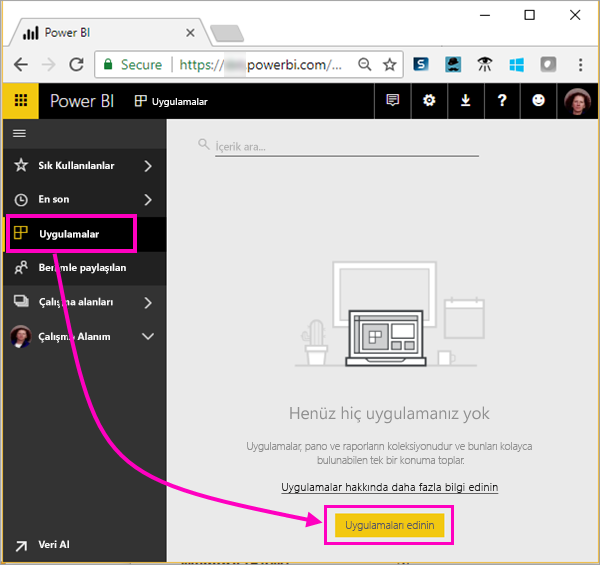 Power BI
Secure https:// powerbi.com/...
Power BI Uygulamalar
İçerik ara...
Sık Kullanılanlar
En son
Uygulamalar
Benimle paylaşılan
Çalışma alanları
Çalışma Alanım
Henüz hiç uygulamanız yok
Uygulamalar, pano ve raporların koleksiyonudur ve bunları kolayca
bulunabilen tek bir konuma toplar.
Uygulamalar hakkında daha fazla bilgi edinin
Uygulamaları edinin
Veri Al